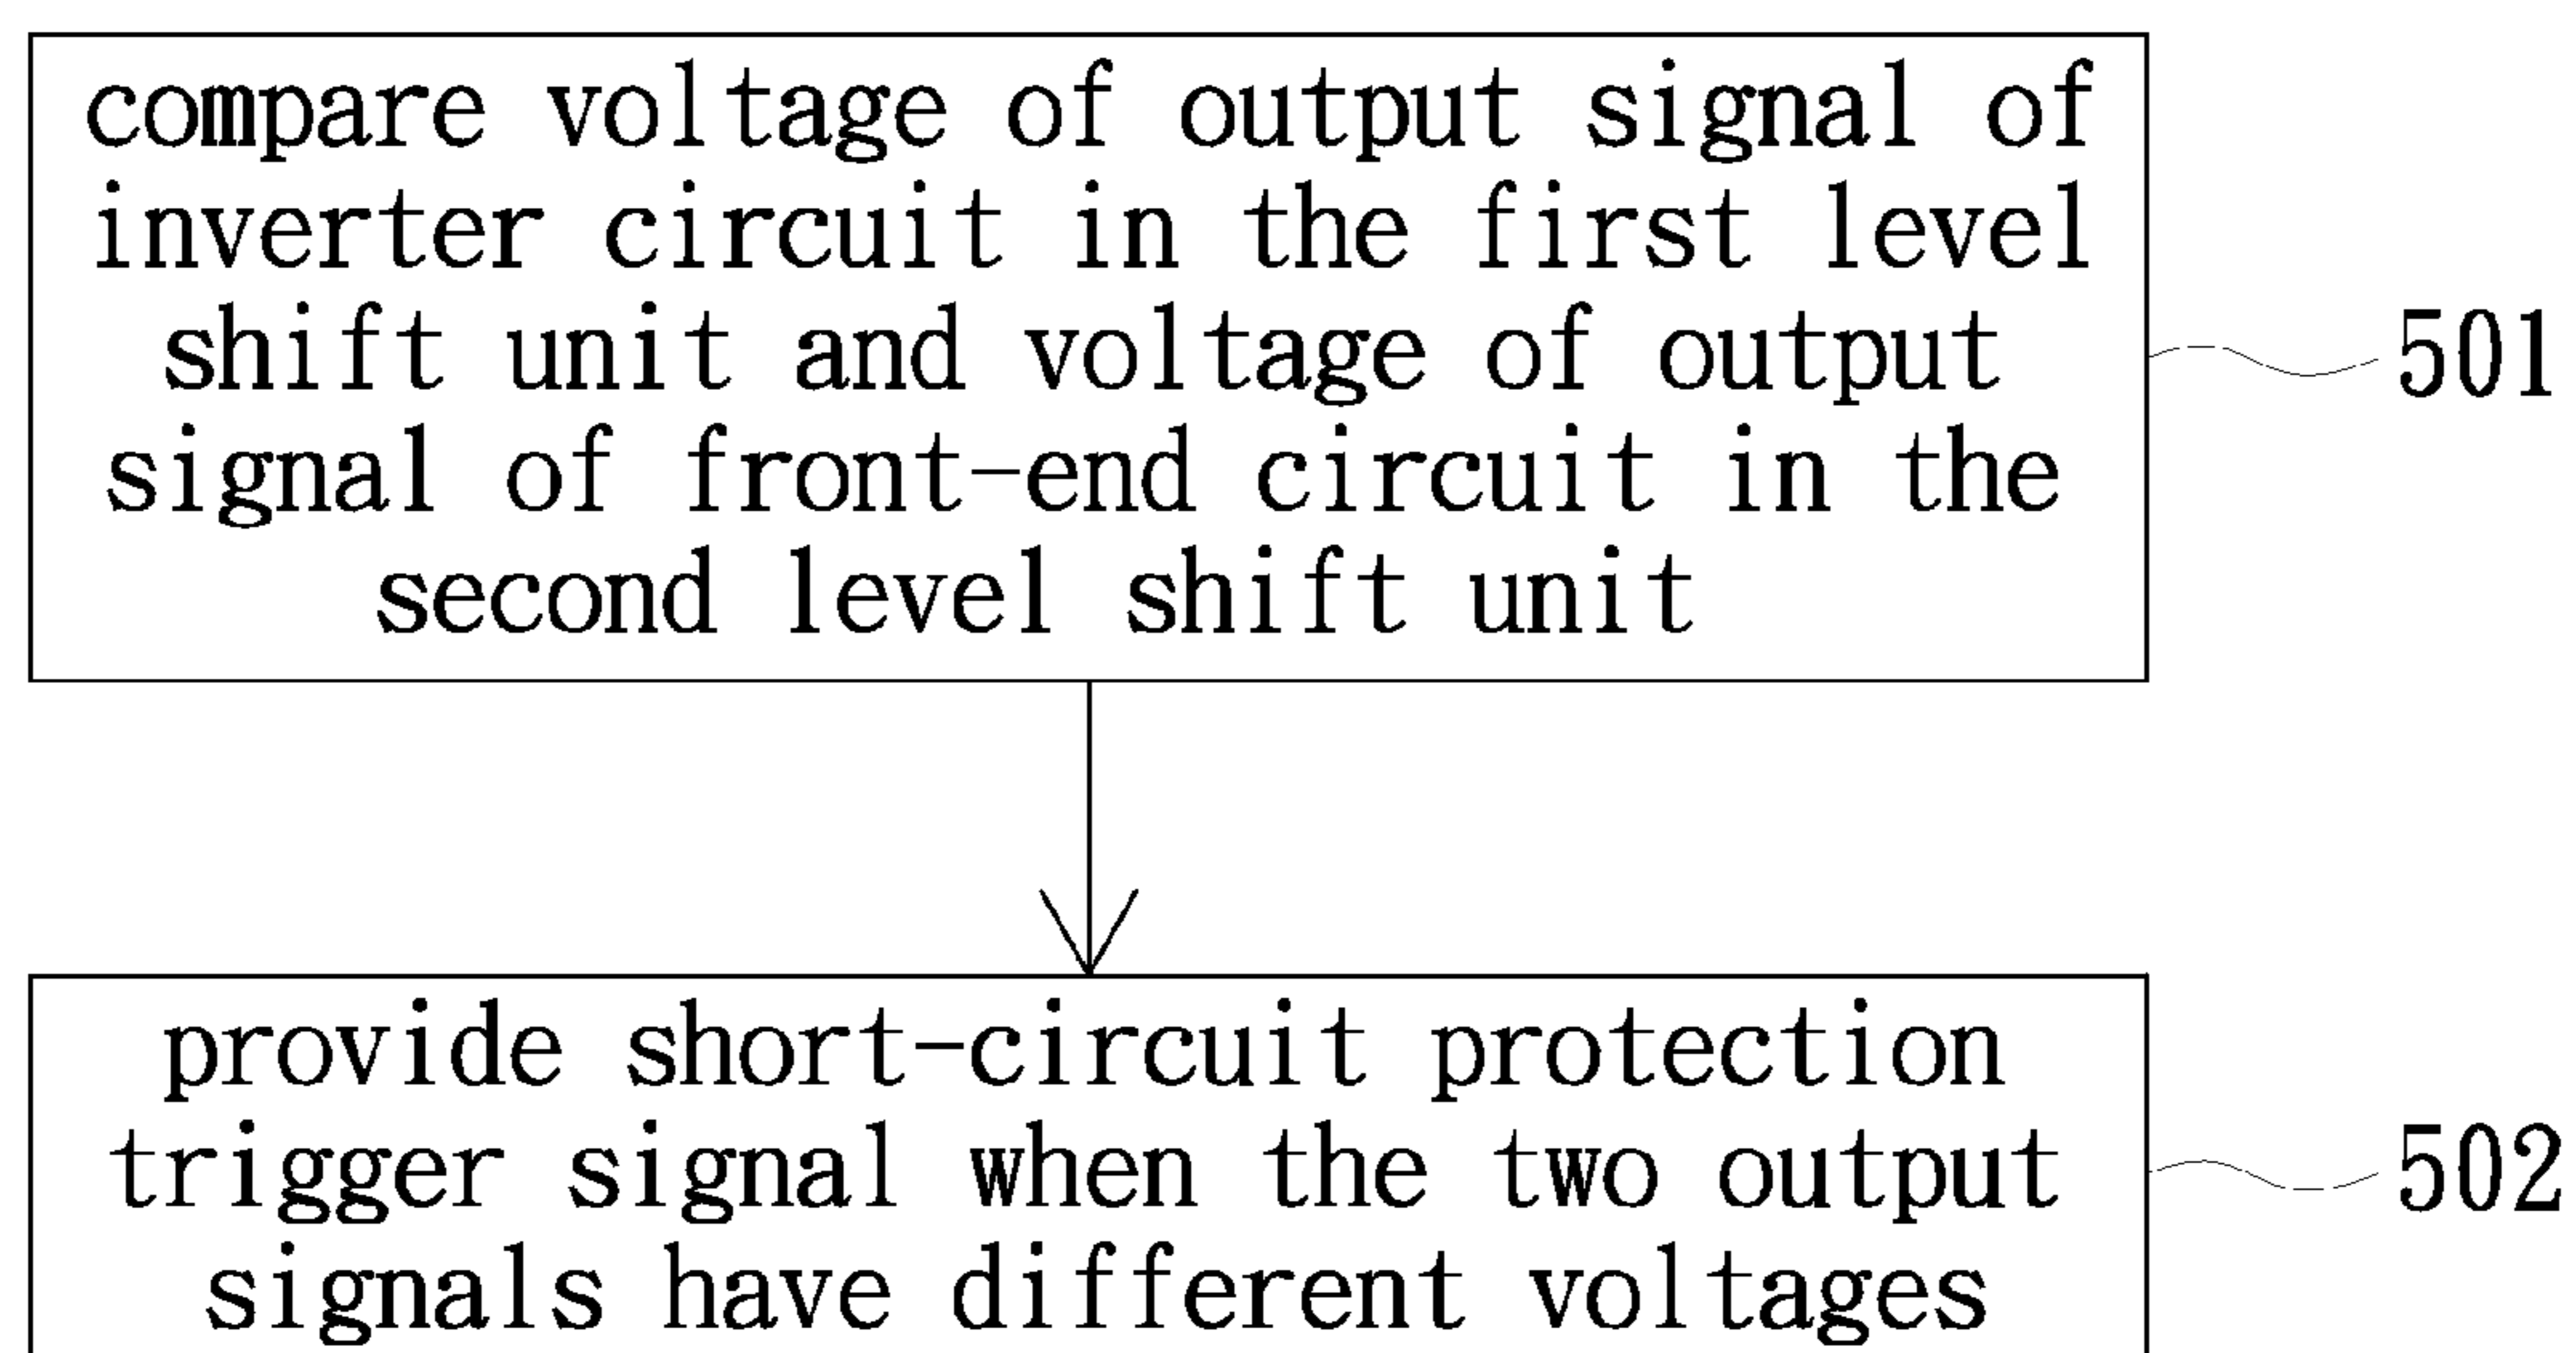 compare voltage of output signal of
inverter circuit in the first level
shift unit and voltage of output
signal of front-end circuit in the
second level shift unit
501
provide short-circuit protection
trigger signal when the two output
signals have different voltages
502